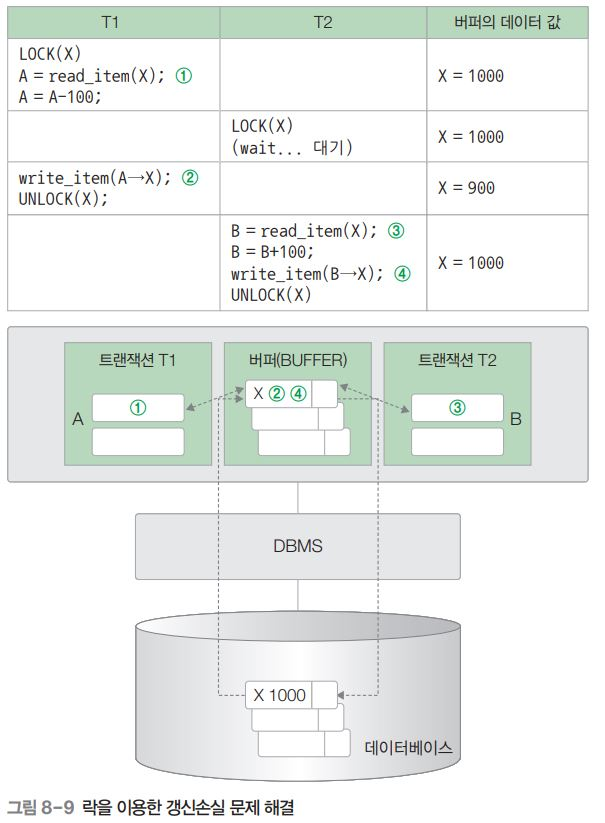 T1 T2 버퍼의 데이터 값
LOCK(X)
A = read_item(X); ①
A = A-100;
X = 1000
LOCK(X)
(wait... 대기)
X = 1000
write_item(A→X); ②
UNLOCK(X);
X = 900
B = read_item(X); ③
B = B+100;
write_item(B→X); ④
UNLOCK(X)
X = 1000
트랜잭션 T1 버퍼(BUFFER) 트랜잭션 T2
X ② ④
A ① ③ B
DBMS
X 1000
데이터베이스
그림 8-9 락을 이용한 갱신손실 문제 해결